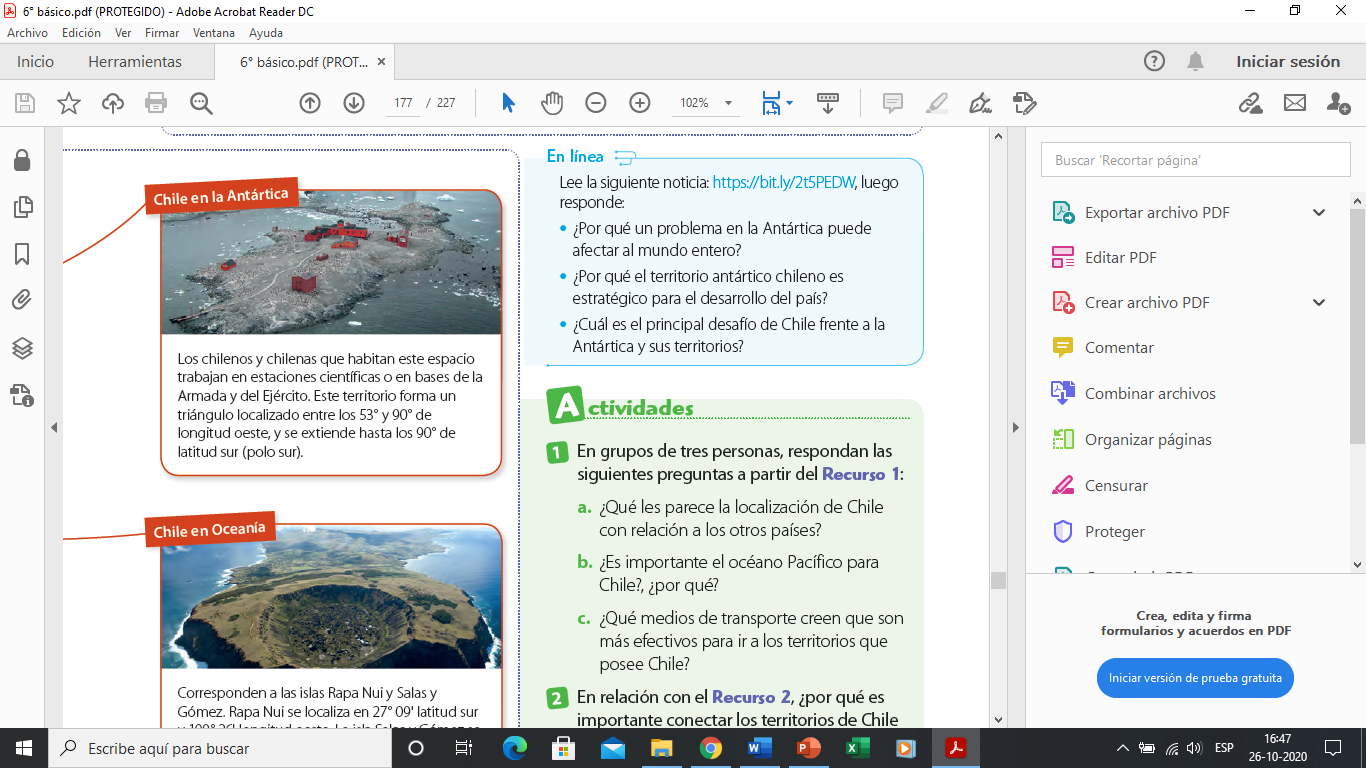 6° básico.pdf (PROTEGIDO) - Adobe Acrobat Reader DC
Archivo Edición Ver Firmar Ventana Ayuda
Inicio Herramientas 6° básico.pdf (PROT... × Iniciar sesión
177 / 227 102%
Chile en la Antártica
Los chilenos y chilenas que habitan este espacio
trabajan en estaciones científicas o en bases de la
Armada y del Ejército. Este territorio forma un
triángulo localizado entre los 53° y 90° de
longitud oeste, y se extiende hasta los 90° de
latitud sur (polo sur).
Chile en Oceanía
Corresponden a las islas Rapa Nui y Salas y
Gómez. Rapa Nui se localiza en 27° 09' latitud sur
En línea
Lee la siguiente noticia: https://bit.ly/2t5PEDW, luego
responde:
• ¿Por qué un problema en la Antártica puede
afectar al mundo entero?
• ¿Por qué el territorio antártico chileno es
estratégico para el desarrollo del país?
• ¿Cuál es el principal desafío de Chile frente a la
Antártica y sus territorios?
Actividades
1 En grupos de tres personas, respondan las
siguientes preguntas a partir del Recurso 1:
a. ¿Qué les parece la localización de Chile
con relación a los otros países?
b. ¿Es importante el océano Pacífico para
Chile?, ¿por qué?
c. ¿Qué medios de transporte creen que son
más efectivos para ir a los territorios que
posee Chile?
2 En relación con el Recurso 2, ¿por qué es
importante conectar los territorios de Chile
Buscar 'Recortar página'
Exportar archivo PDF
Editar PDF
Crear archivo PDF
Comentar
Combinar archivos
Organizar páginas
Censurar
Proteger
Crea, edita y firma
formularios y acuerdos en PDF
Iniciar versión de prueba gratuita
Escribe aquí para buscar
ESP
16:47
26-10-2020